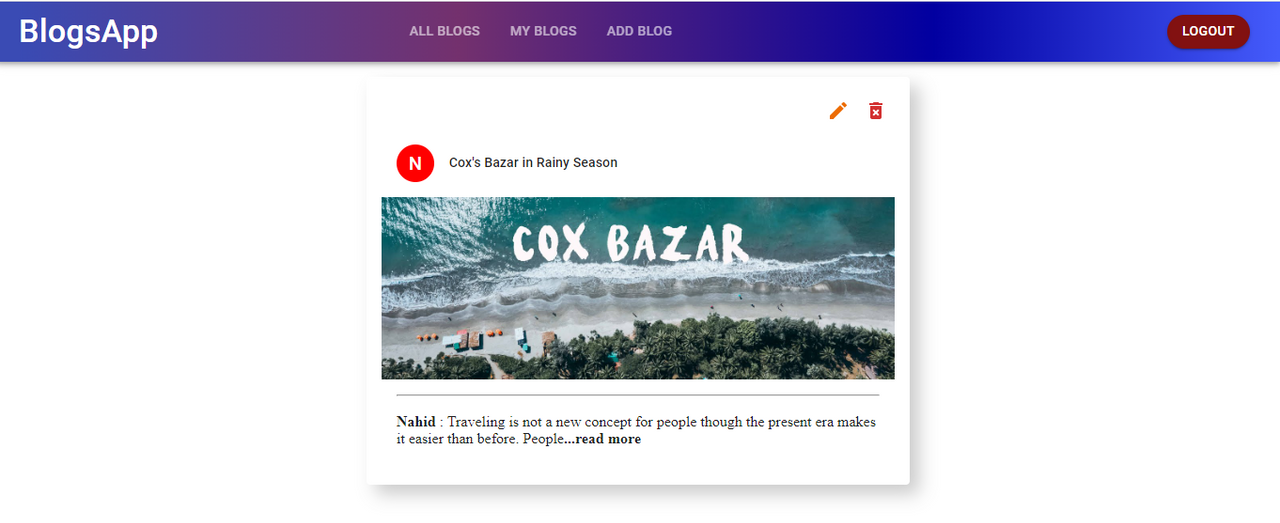 BlogsApp
ALL BLOGS MY BLOGS ADD BLOG
LOGOUT
N
Cox's Bazar in Rainy Season
COX BAZAR
Nahid : Traveling is not a new concept for people though the present era makes
it easier than before. People...read more